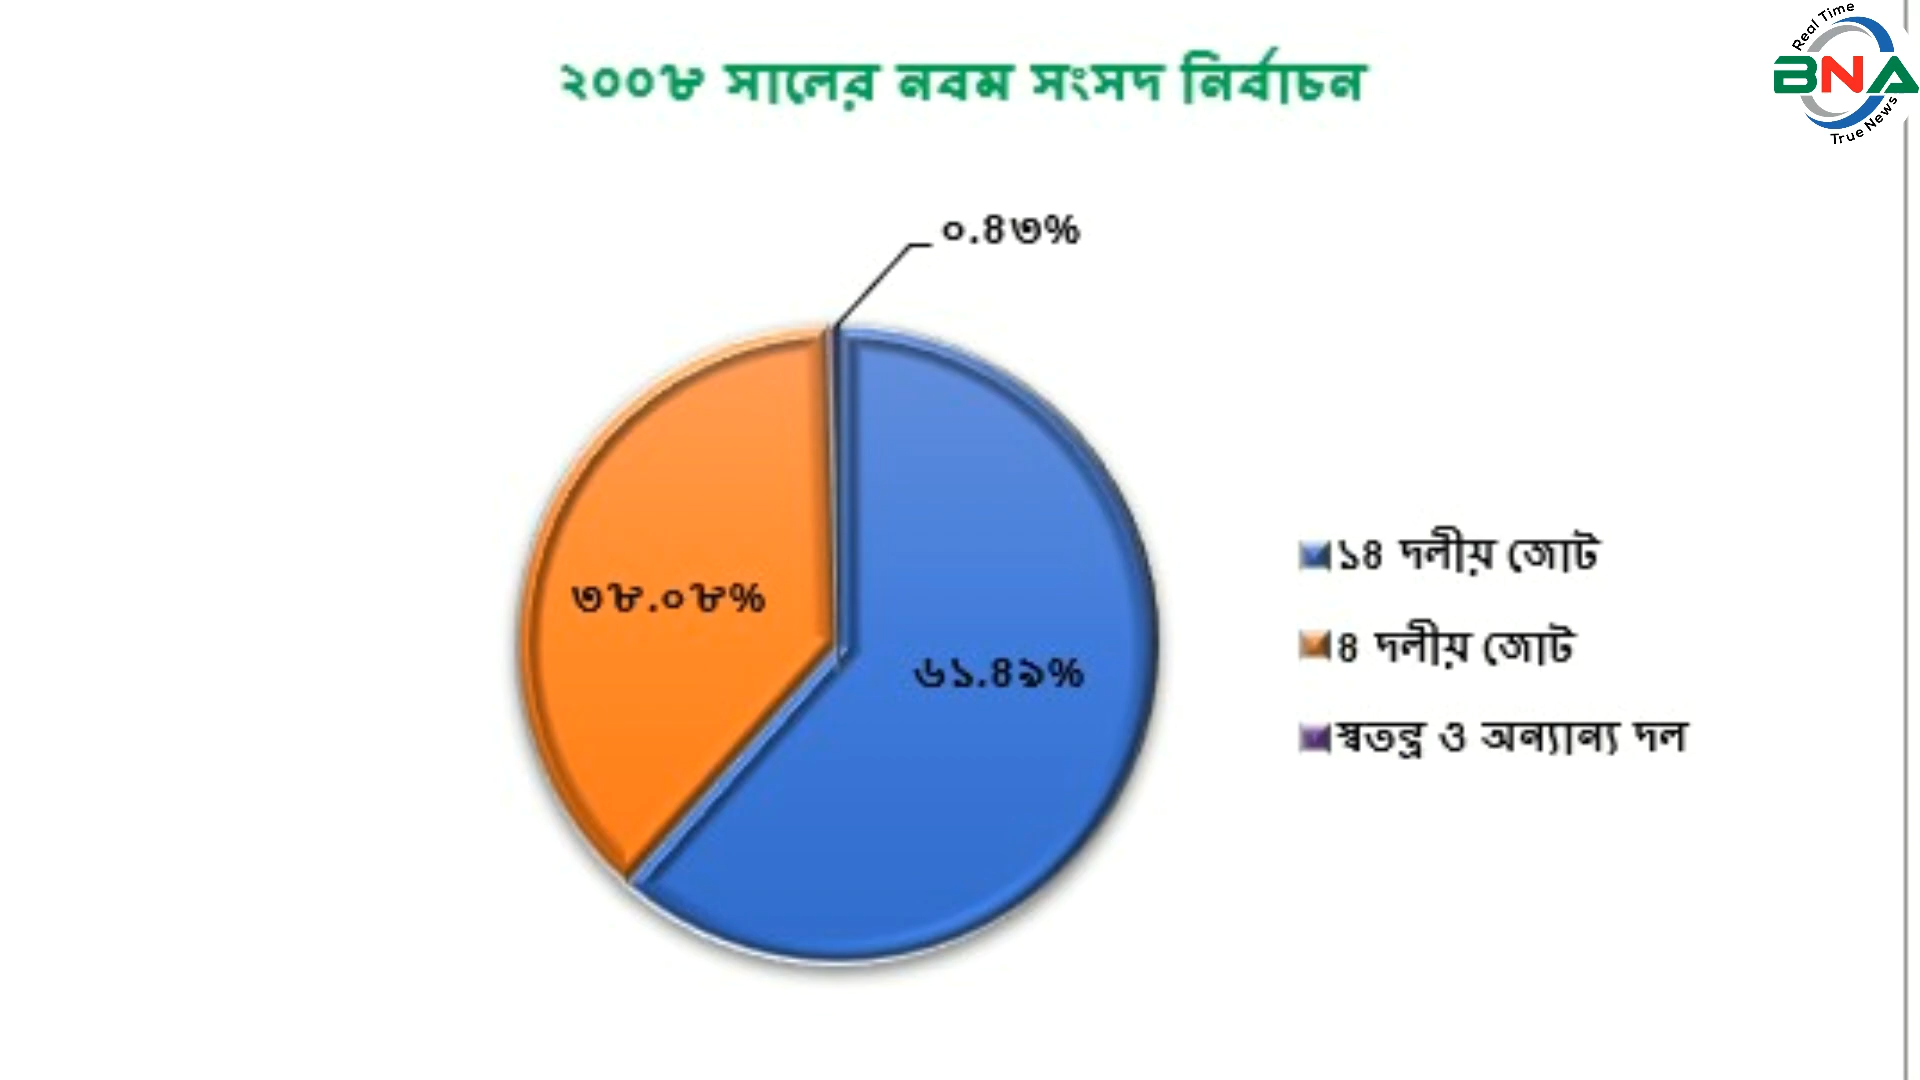 Real Time
BNA
True News
২০০৮ সালের নবম সংসদ নির্বাচন
০.৪৩%
৩৮.০৮%
৬১.৪৯%
১৪ দলীয় জোট
৪ দলীয় জোট
স্বতন্ত্র ও অন্যান্য দল